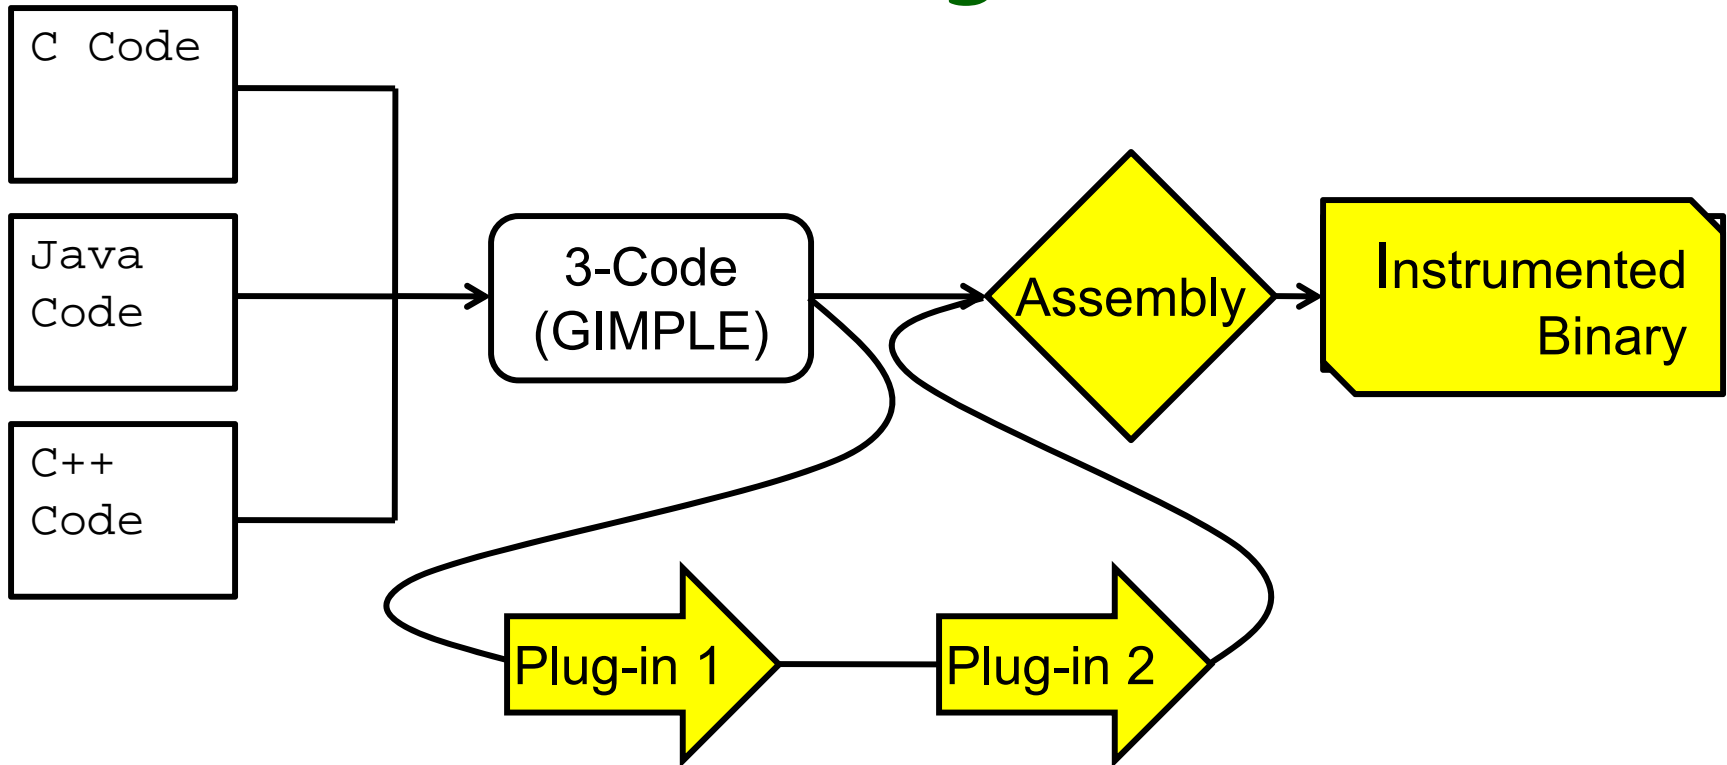 C Code
Java
Code
C++
Code
3-Code
(GIMPLE)
Assembly
Instrumented
Binary
Plug-in 1
Plug-in 2